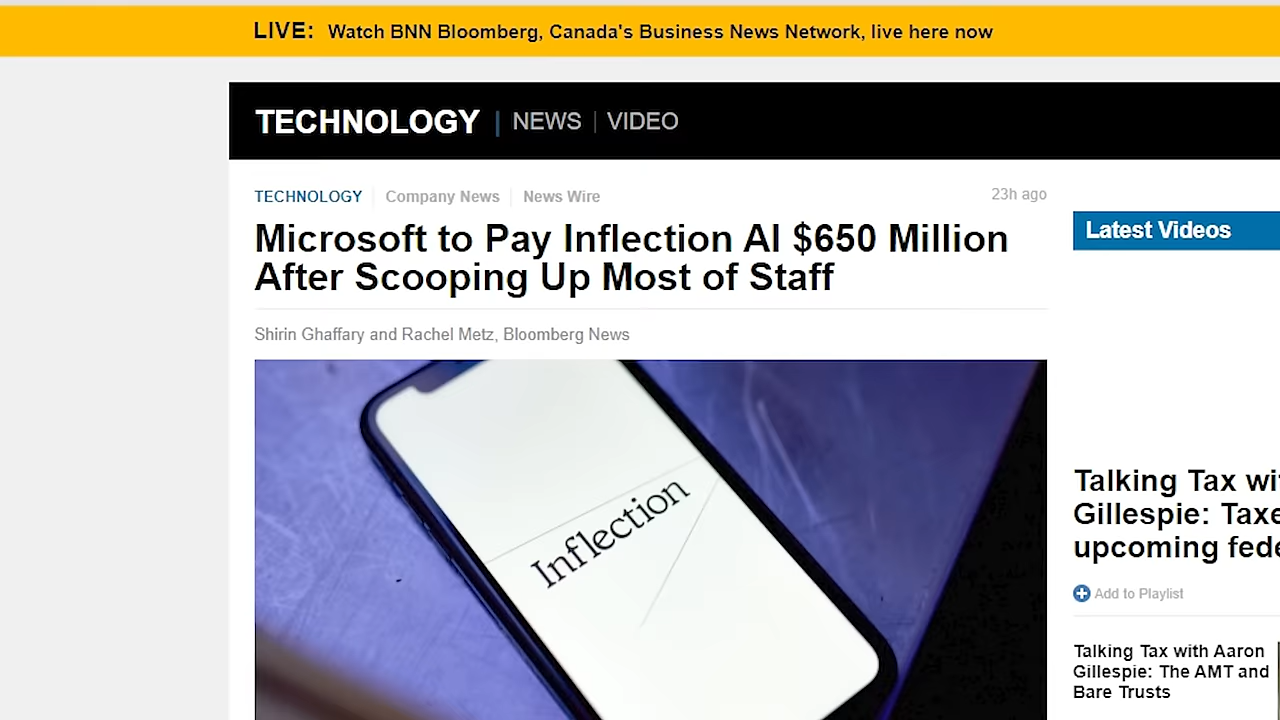 LIVE: Watch BNN Bloomberg, Canada's Business News Network, live here now
TECHNOLOGY | NEWS | VIDEO
TECHNOLOGY | Company News | News Wire
23h ago
Microsoft to Pay Inflection AI $650 Million
After Scooping Up Most of Staff
Shirin Ghaffary and Rachel Metz, Bloomberg News
Inflection
Latest Videos
Talking Tax wi
Gillespie: Taxe
upcoming fede
Add to Playlist
Talking Tax with Aaron
Gillespie: The AMT and
Bare Trusts